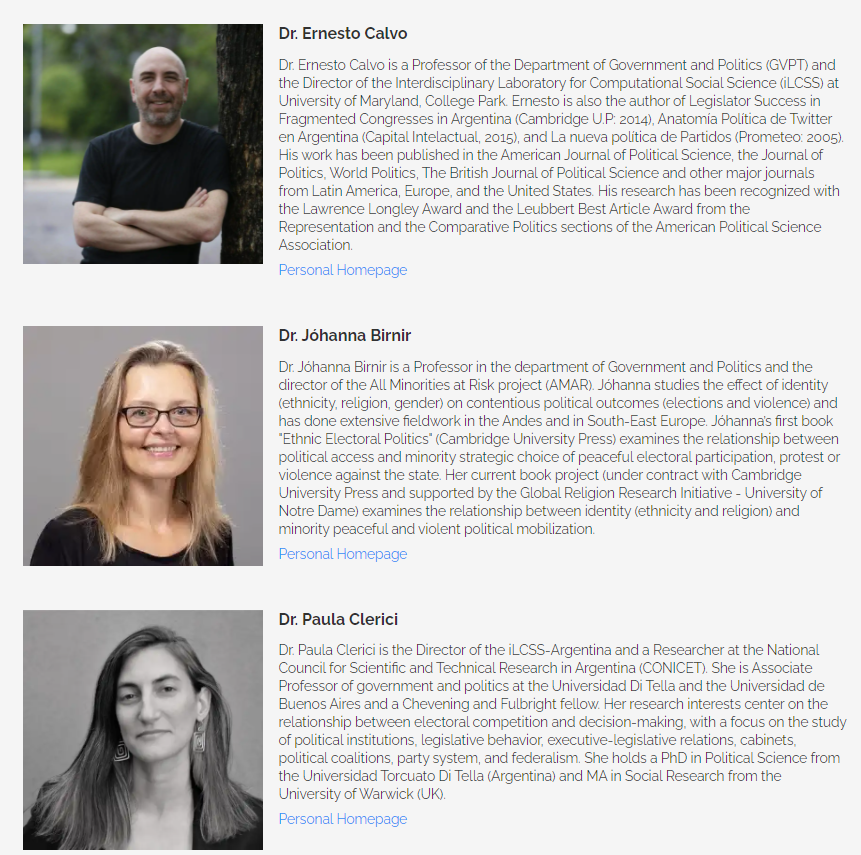 Dr. Ernesto Calvo
Dr. Ernesto Calvo is a Professor of the Department of Government and Politics (GVPT) and
the Director of the Interdisciplinary Laboratory for Computational Social Science (iLCSS) at
University of Maryland, College Park. Ernesto is also the author of Legislator Success in
Fragmented Congresses in Argentina (Cambridge U.P: 2014), Anatomía Política de Twitter
en Argentina (Capital Intelactual, 2015), and La nueva política de Partidos (Prometeo: 2005).
His work has been published in the American Journal of Political Science, the Journal of
Politics, World Politics, The British Journal of Political Science and other major journals
from Latin America, Europe, and the United States. His research has been recognized with
the Lawrence Longley Award and the Leubbert Best Article Award from the
Representation and the Comparative Politics sections of the American Political Science
Association.
Personal Homepage
Dr. Jóhanna Birnir
Dr. Jóhanna Birnir is a Professor in the department of Government and Politics and the
director of the All Minorities at Risk project (AMAR). Jóhanna studies the effect of identity
(ethnicity, religion, gender) on contentious political outcomes (elections and violence) and
has done extensive fieldwork in the Andes and in South-East Europe. Jóhanna's first book
"Ethnic Electoral Politics" (Cambridge University Press) examines the relationship between
political access and minority strategic choice of peaceful electoral participation, protest or
violence against the state. Her current book project (under contract with Cambridge
University Press and supported by the Global Religion Research Initiative - University of
Notre Dame) examines the relationship between identity (ethnicity and religion) and
minority peaceful and violent political mobilization.
Personal Homepage
Dr. Paula Clerici
Dr. Paula Clerici is the Director of the iLCSS-Argentina and a Researcher at the National
Council for Scientific and Technical Research in Argentina (CONICET). She is Associate
Professor of government and politics at the Universidad Di Tella and the Universidad de
Buenos Aires and a Chevening and Fulbright fellow. Her research interests center on the
relationship between electoral competition and decision-making, with a focus on the study
of political institutions, legislative behavior, executive-legislative relations, cabinets,
political coalitions, party system, and federalism. She holds a PhD in Political Science from
the Universidad Torcuato Di Tella (Argentina) and MA in Social Research from the
University of Warwick (UK).
Personal Homepage